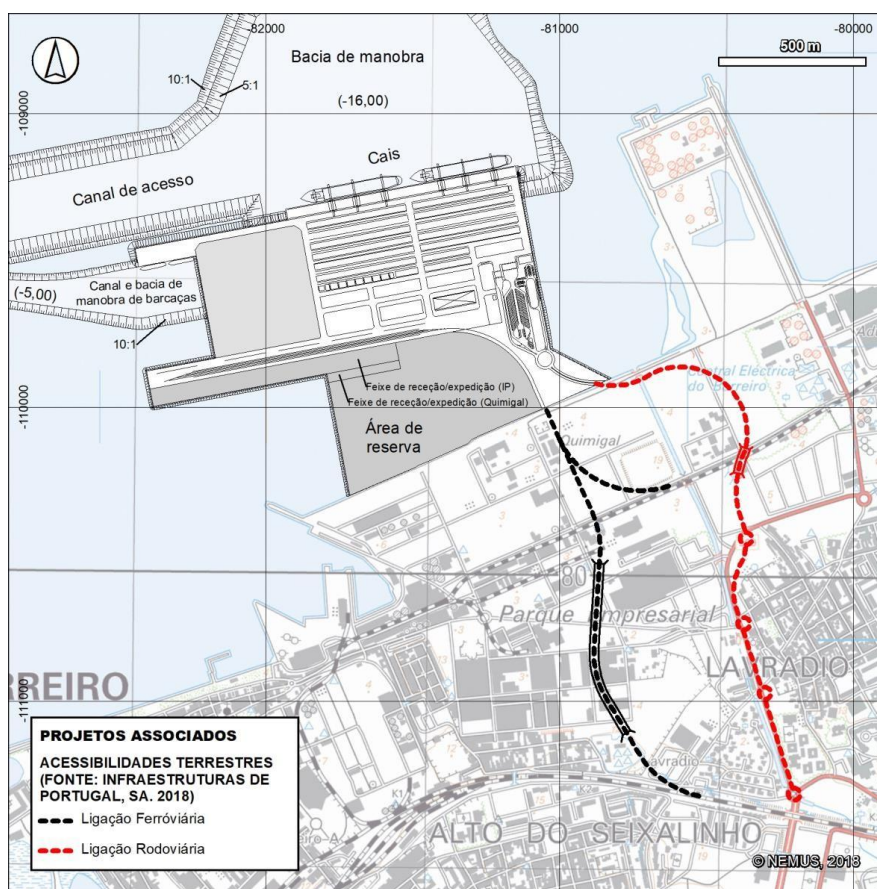 -82000
-81000
-80000
500 m
Bacia de manobra
(-16,00)
10:1
5:1
-109000
Cais
Canal de acesso
(-5,00)
Canal e bacia de
manobra de barcaças
10:1
Feixe de receção/expedição (IP)
Feixe de receção/expedição (Quimigal)
Área de
reserva
-110000
Central Eléctrica
do Barreiro
Quimigal
80
Parque Empresarial
LAVRADIO
RREIRO
-111000
Lavradio
ALTO DO SEIXALINHO
PROJETOS ASSOCIADOS
ACESSIBILIDADES TERRESTRES
(FONTE: INFRAESTRUTURAS DE
PORTUGAL, SA. 2018)
Ligação Ferróviária
Ligação Rodoviária
© NEMUS, 2018